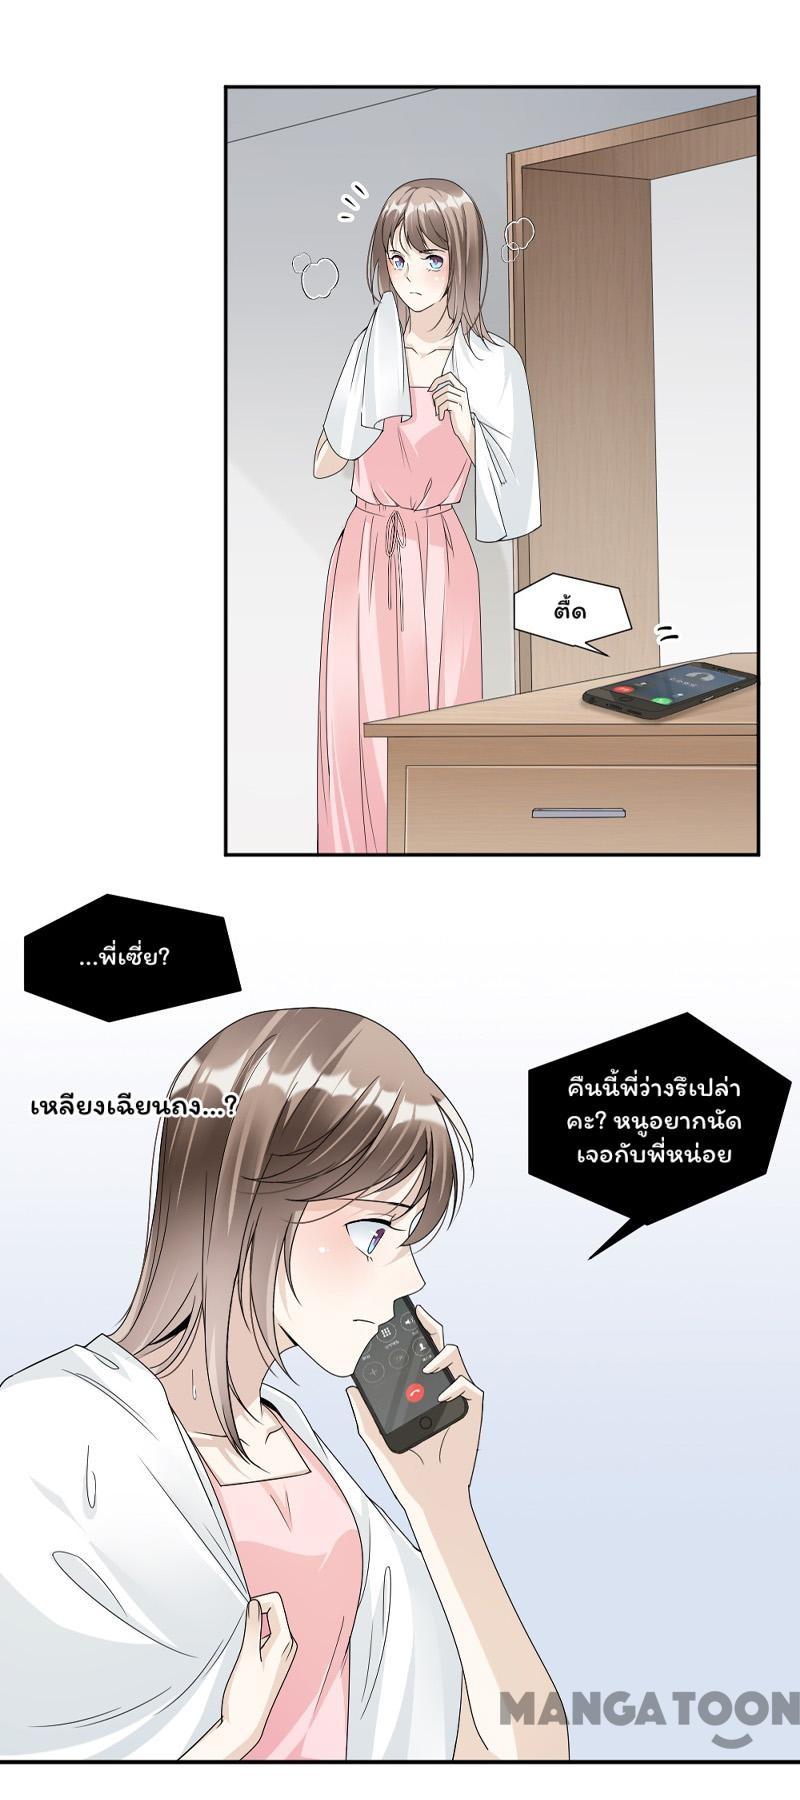 ตื้ด
...พี่เซี่ย?
เหลียงเฉียนถง...?
คืนนี้พี่ว่างรึเปล่า
คะ? หนูอยากนัด
เจอกับพี่หน่อย
MANGATOON